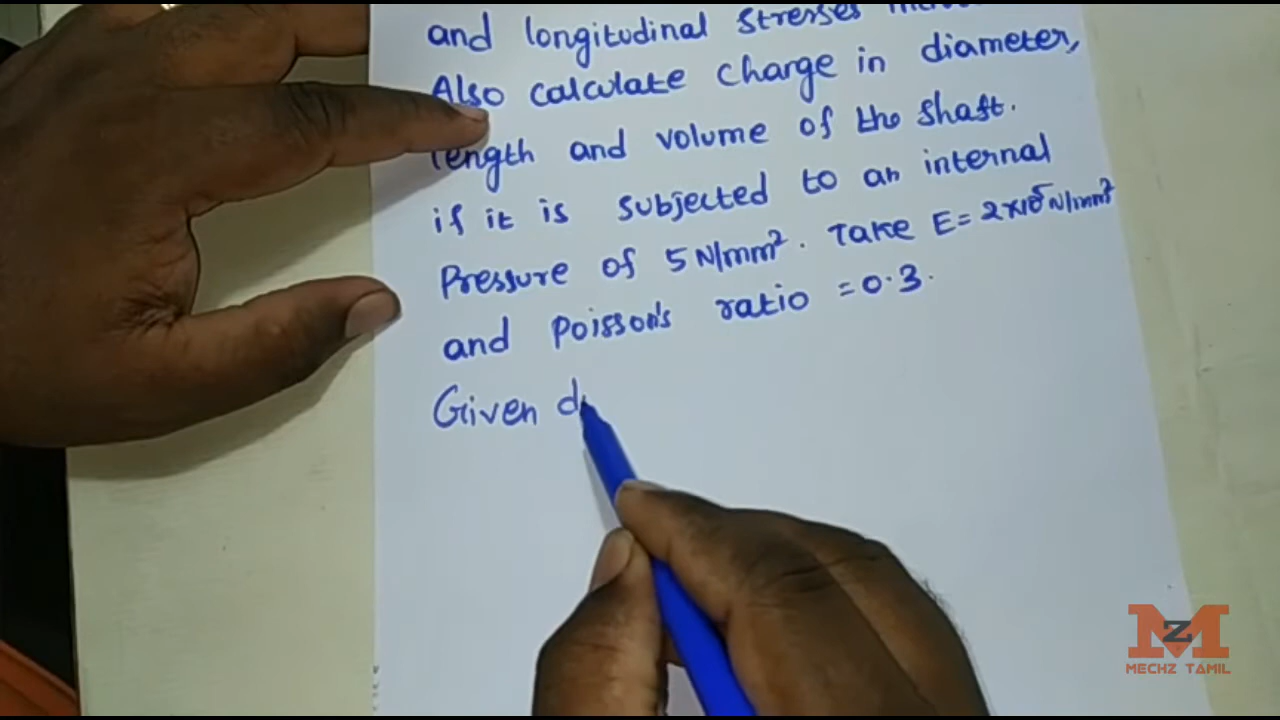 and longitudinal stresses
Also calculate charge in diameter,
length and volume of the shaft.
if it is subjected to an internal
Pressure of 5 N/mm². Take E = 2×10⁵ N/mm²
and Poisson's ratio = 0.3.
Given d
MZ
MECHZ TAMIL